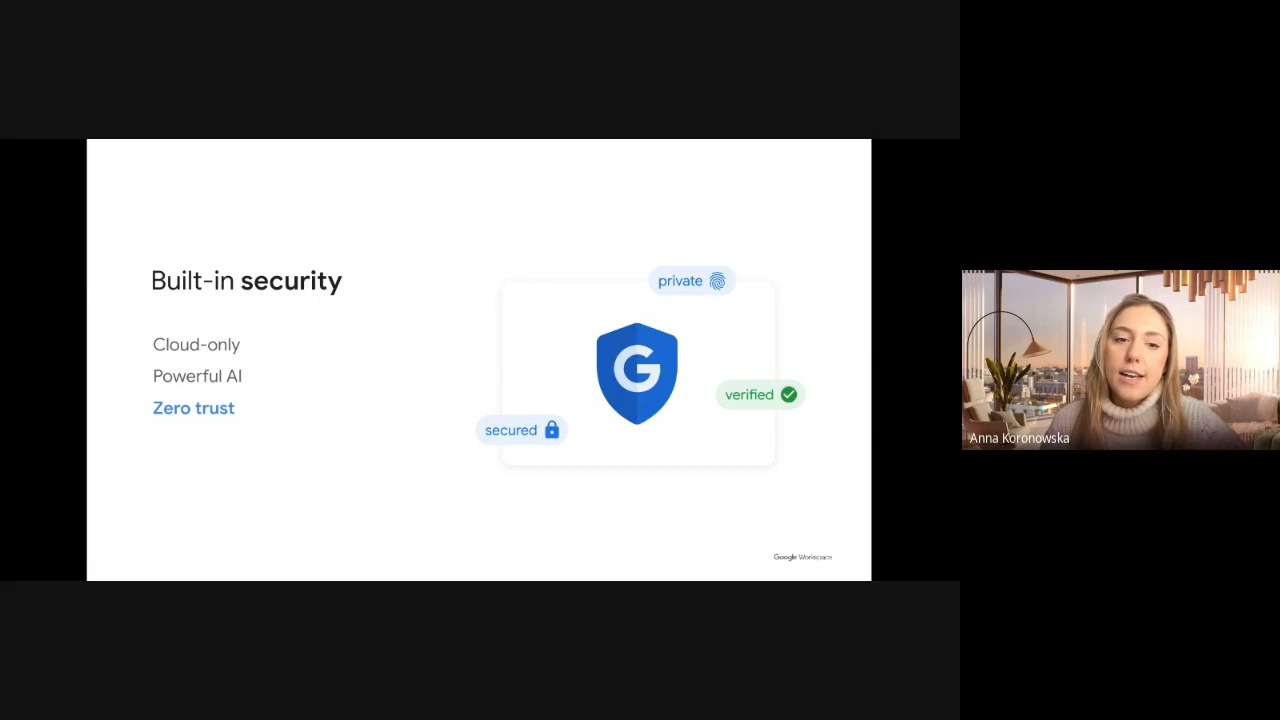 Built-in security
Cloud-only
Powerful AI
Zero trust
private
G
verified
secured
Google Workspace
Anna Koronowska